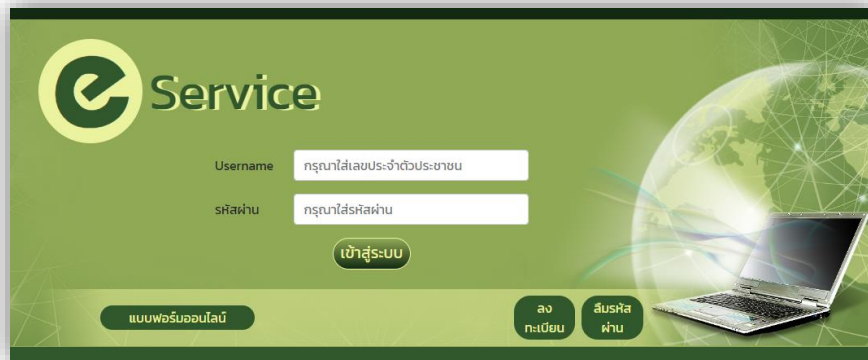 e Service
Username กรุณาใส่เลขประจำตัวประชาชน
รหัสผ่าน กรุณาใส่รหัสผ่าน
เข้าสู่ระบบ
แบบฟอร์มออนไลน์
ลง
ทะเบียน
ลืมรหัส
ผ่าน